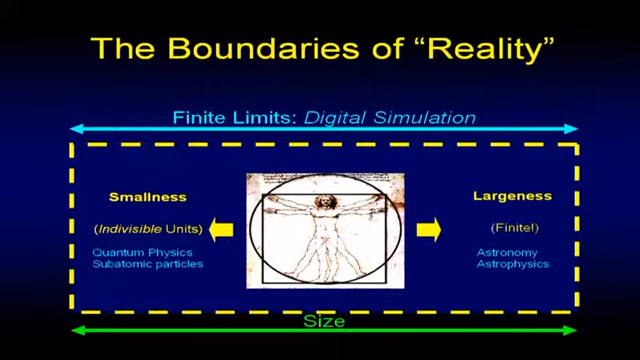 The Boundaries of “Reality”
Finite Limits: Digital Simulation
Smallness
(Indivisible Units)
Quantum Physics
Subatomic particles
Largeness
(Finite!)
Astronomy
Astrophysics
Size